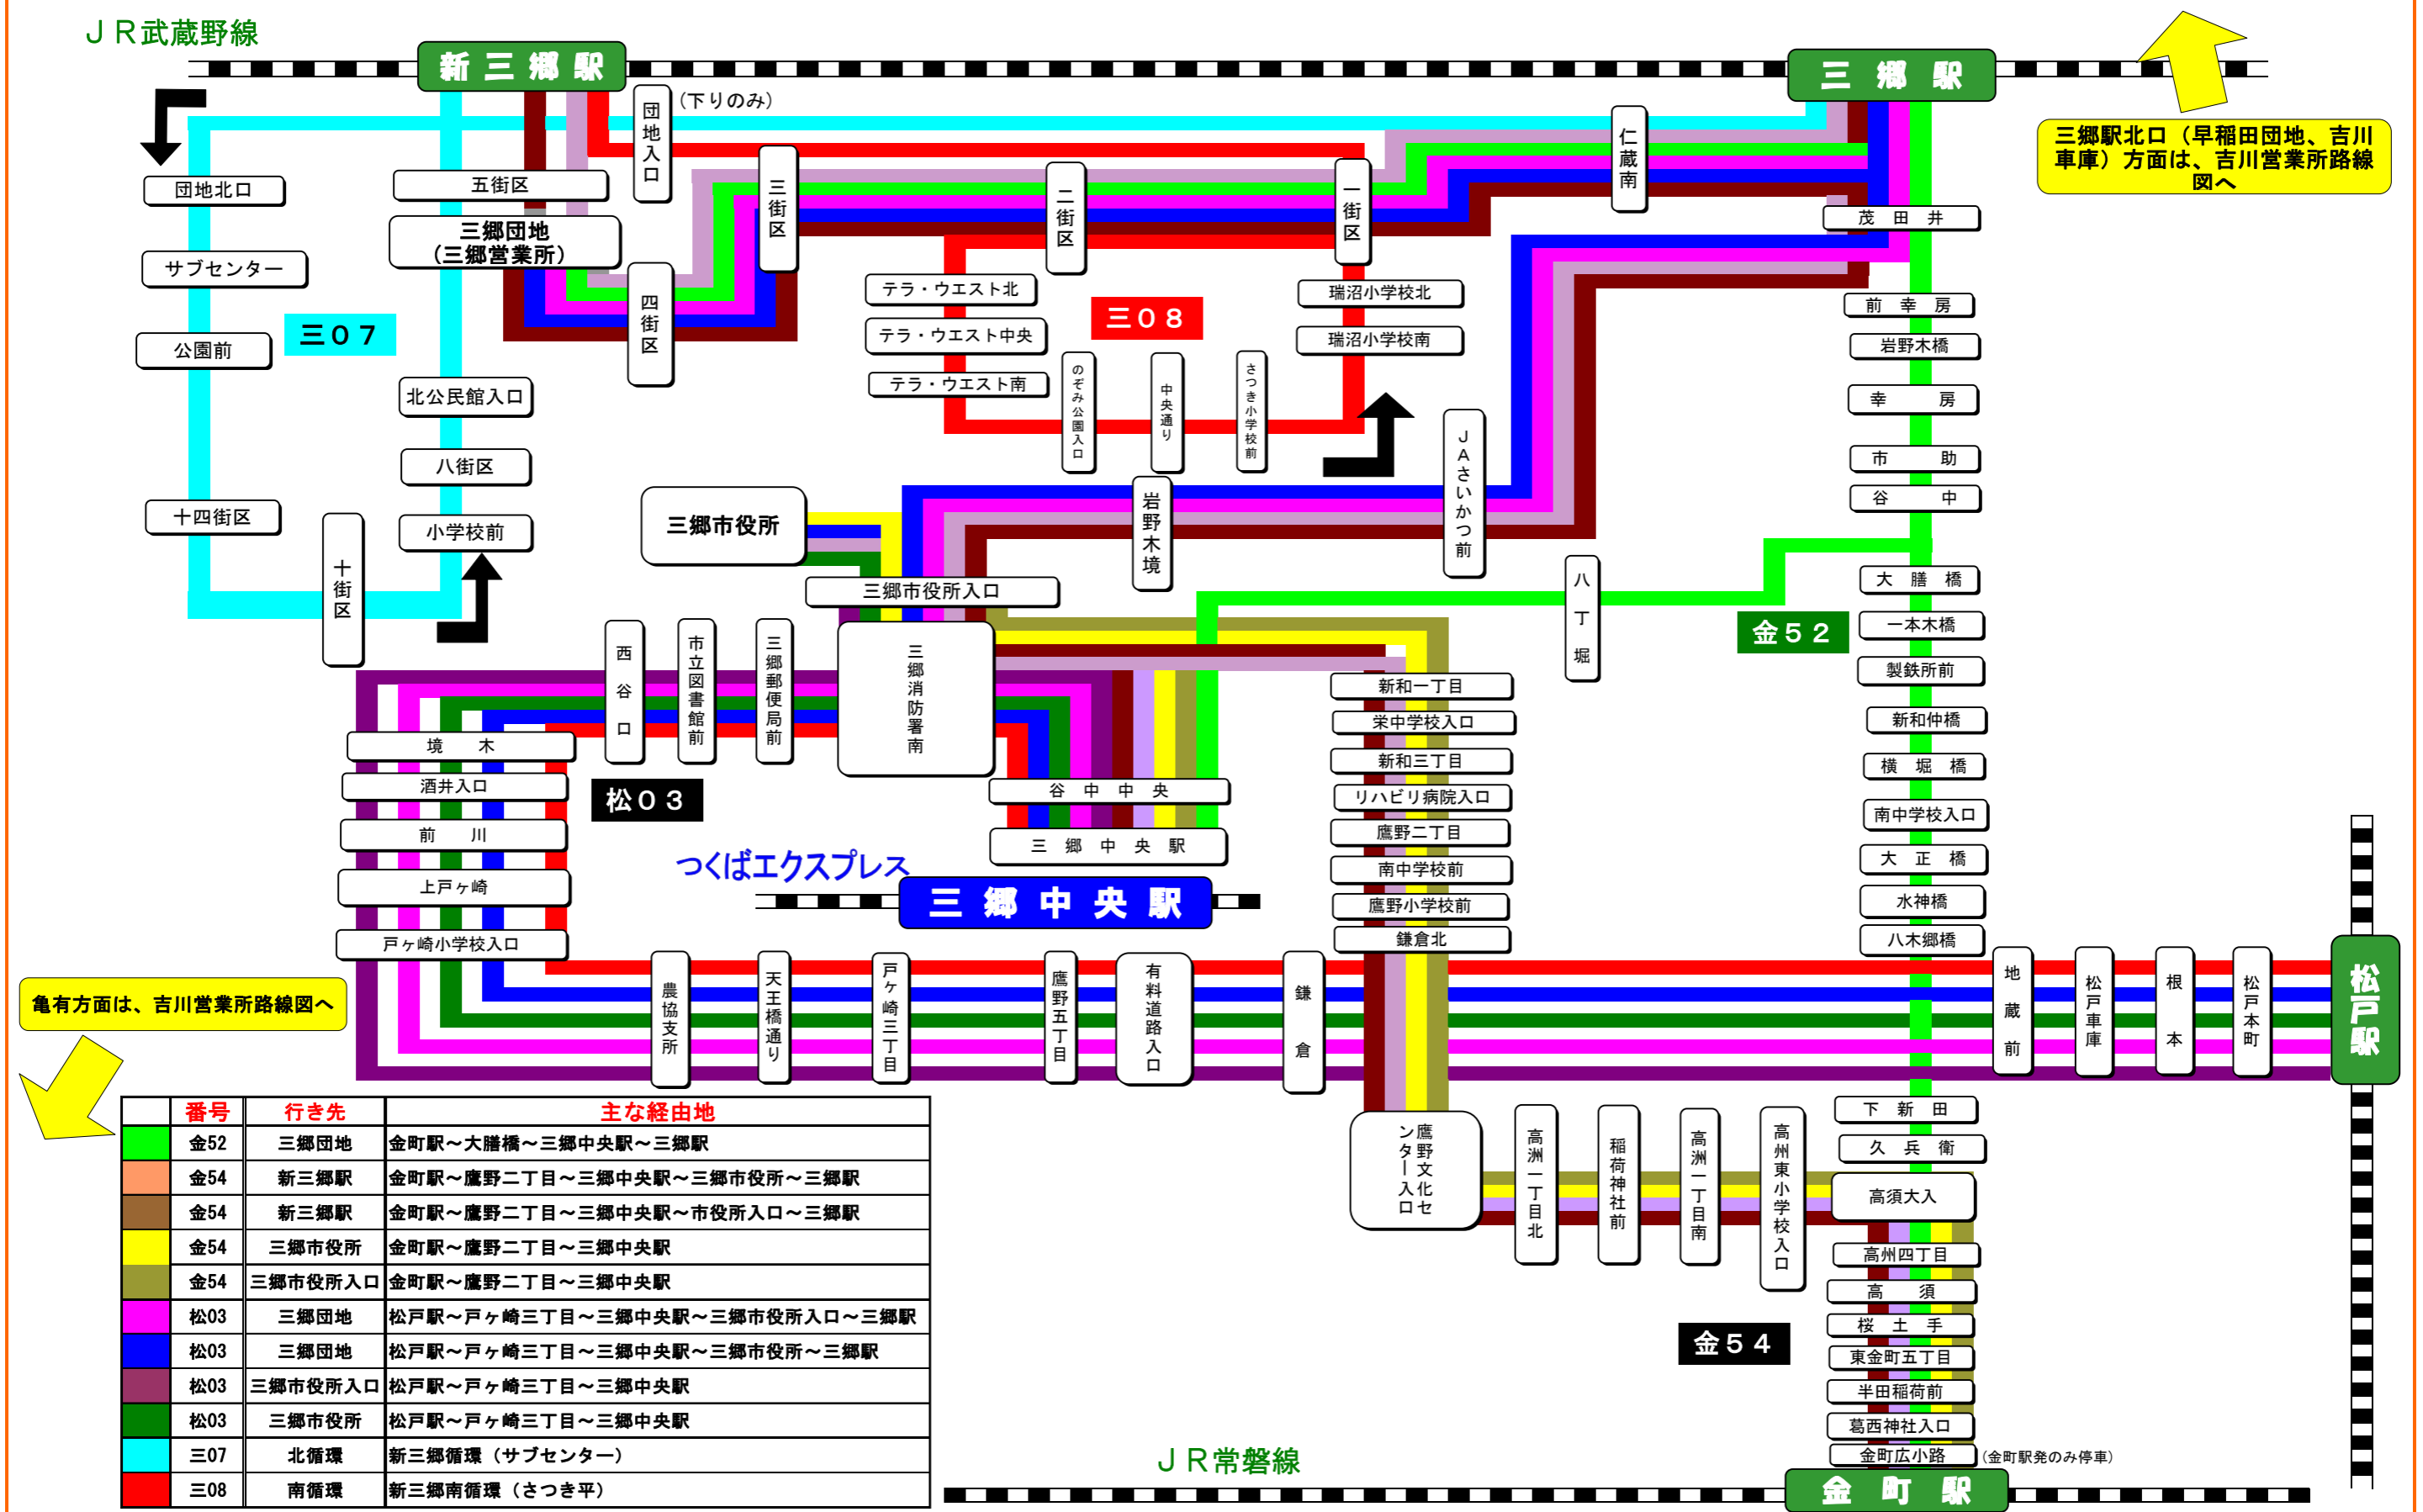 ＪＲ武蔵野線
新三郷駅
三郷駅
三郷駅北口（早稲田団地、吉川
車庫）方面は、吉川営業所路線
図へ
団地入口
(下りのみ)
団地北口
サブセンター
公園前
十四街区
十街区
三０７
五街区
三郷団地
（三郷営業所）
北公民館入口
八街区
小学校前
四街区
三街区
二街区
一街区
仁蔵南
テラ・ウエスト北
テラ・ウエスト中央
テラ・ウエスト南
三０８
のぞみ公園入口
中央通り
さつき小学校前
瑞沼小学校北
瑞沼小学校南
茂田井
前幸房
岩野木橋
幸房
市助
谷中
大膳橋
一本木橋
製鉄所前
新和仲橋
横堀橋
南中学校入口
大正橋
水神橋
八木郷橋
三郷市役所
三郷市役所入口
岩野木境
ＪＡさいかつ前
八丁堀
金５２
西谷口
市立図書館前
三郷郵便局前
三郷消防署南
境木
酒井入口
前川
上戸ヶ崎
戸ヶ崎小学校入口
松０３
谷中中央
三郷中央駅
つくばエクスプレス
三郷中央駅
新和一丁目
栄中学校入口
新和三丁目
リハビリ病院入口
鷹野二丁目
南中学校前
鷹野小学校前
鎌倉北
農協支所
天王橋通り
戸ヶ崎三丁目
鷹野五丁目
有料道路入口
鎌倉
地蔵前
松戸車庫
根本
松戸本町
松戸駅
亀有方面は、吉川営業所路線図へ
鷹野文化セ
ンター入口
高洲一丁目北
稲荷神社前
高洲一丁目南
高州東小学校入口
下新田
久兵衛
高須大入
高州四丁目
高須
桜土手
東金町五丁目
半田稲荷前
葛西神社入口
金町広小路
(金町駅発のみ停車)
金５４
ＪＲ常磐線
金町駅
番号 行き先 主な経由地
金52 三郷団地 金町駅～大膳橋～三郷中央駅～三郷駅
金54 新三郷駅 金町駅～鷹野二丁目～三郷中央駅～三郷市役所～三郷駅
金54 新三郷駅 金町駅～鷹野二丁目～三郷中央駅～市役所入口～三郷駅
金54 三郷市役所 金町駅～鷹野二丁目～三郷中央駅
金54 三郷市役所入口 金町駅～鷹野二丁目～三郷中央駅
松03 三郷団地 松戸駅～戸ヶ崎三丁目～三郷中央駅～三郷市役所入口～三郷駅
松03 三郷団地 松戸駅～戸ヶ崎三丁目～三郷中央駅～三郷市役所～三郷駅
松03 三郷市役所入口 松戸駅～戸ヶ崎三丁目～三郷中央駅
松03 三郷市役所 松戸駅～戸ヶ崎三丁目～三郷中央駅
三07 北循環 新三郷循環（サブセンター）
三08 南循環 新三郷南循環（さつき平）